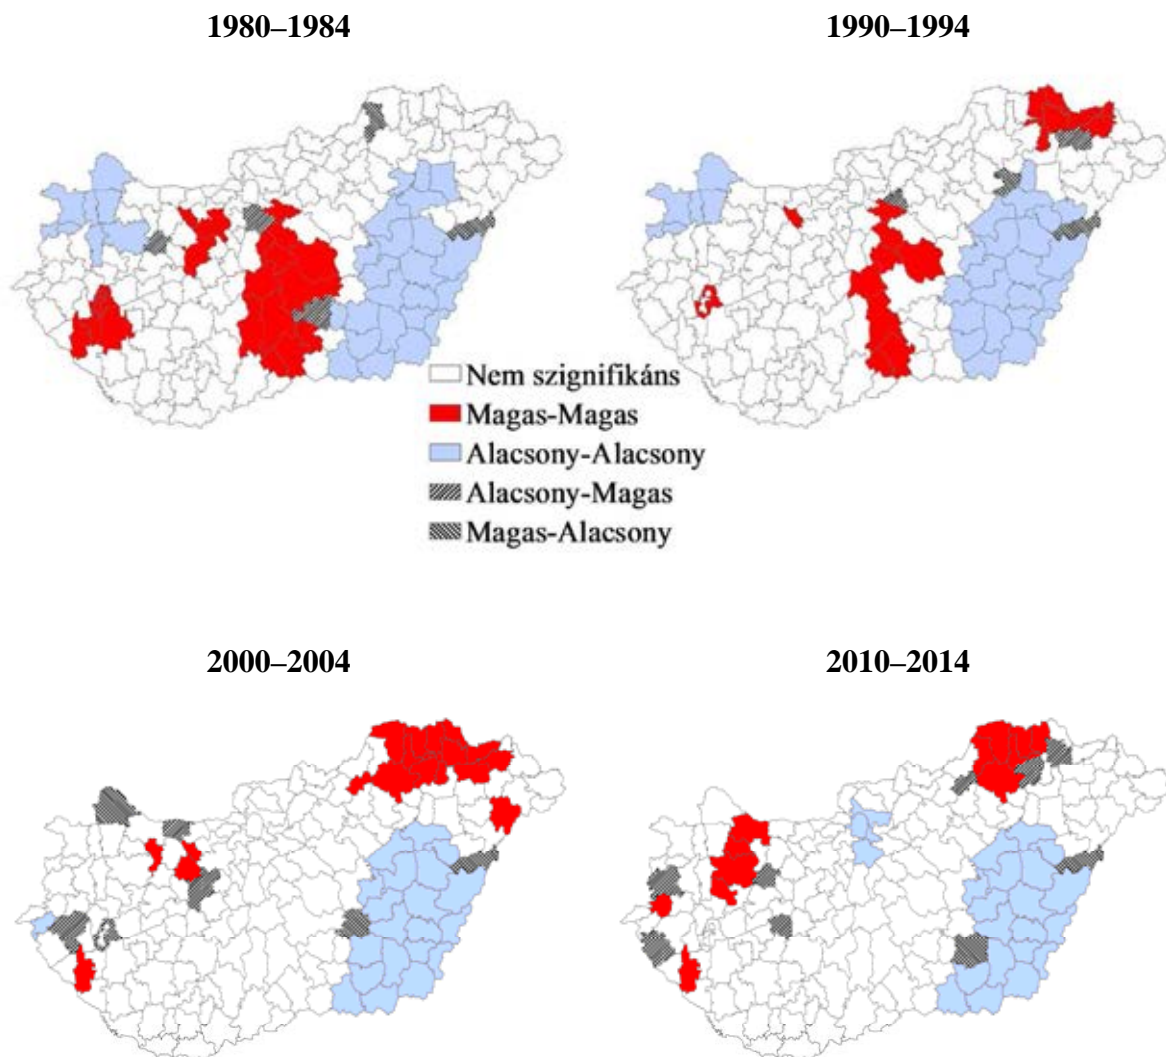 1980–1984
1990–1994
Nem szignifikáns
Magas-Magas
Alacsony-Alacsony
Alacsony-Magas
Magas-Alacsony
2000–2004
2010–2014